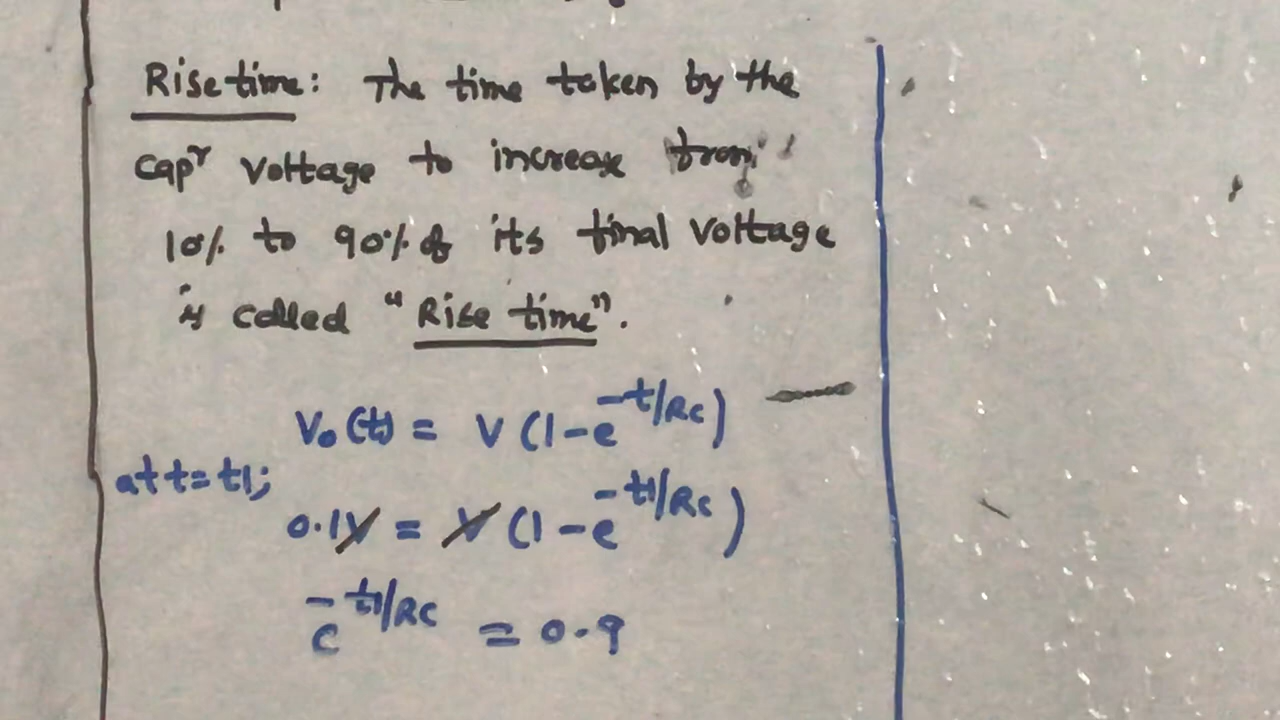 Rise time: The time taken by the
Capr voltage to increase from
10% to 90% of its final voltage
is called "Rise time".
Vo(t) = V(1-e^-t/RC)
at t=t1;
0.1V = V(1-e^-t1/RC)
e^-t1/RC = 0.9